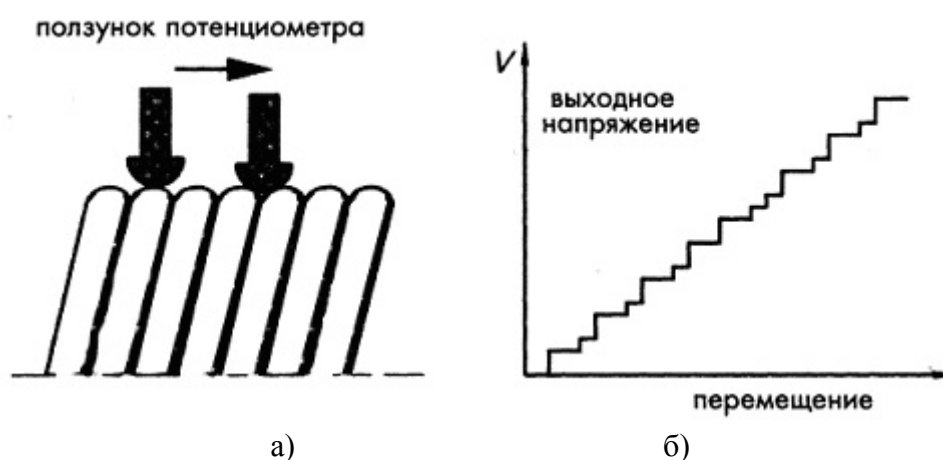 ползунок потенциометра
V
выходное
напряжение
перемещение
а)
б)